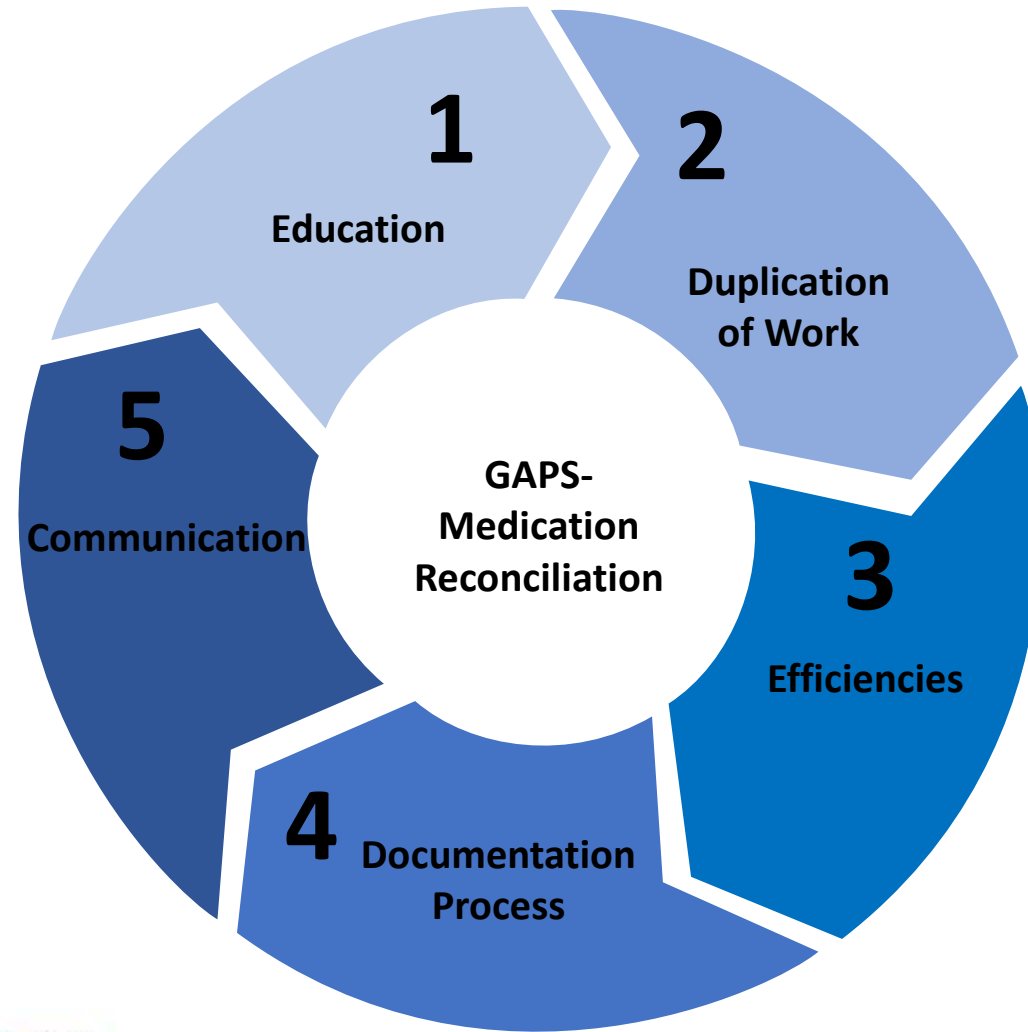 1
Education
2
Duplication
of Work
3
Efficiencies
4
Documentation
Process
5
Communication
GAPS-
Medication
Reconciliation